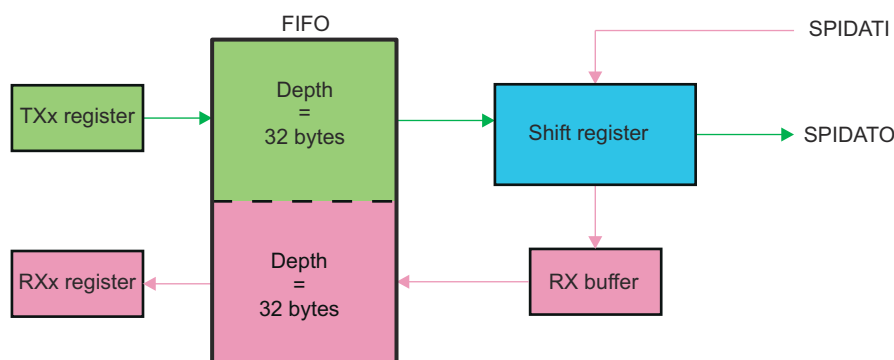 FIFO
SPIDATI
TXx register
Depth
=
32 bytes
Shift register
SPIDATO
RXx register
Depth
=
32 bytes
RX buffer